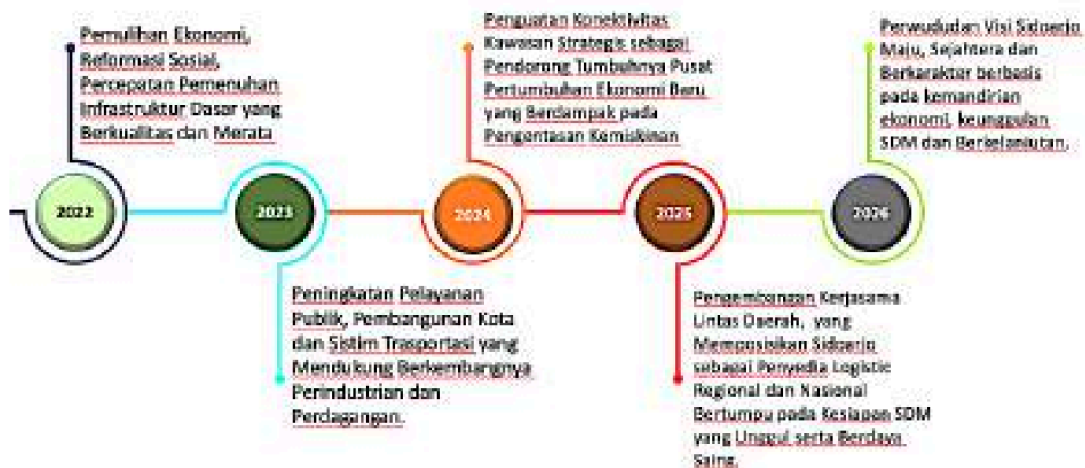 Pemulihan Ekonomi,
Reformasi Sosial,
Percepatan Pemenuhan
Infrastruktur Dasar yang
Berkualitas dan Merata
Penguatan Konektivitas
Kawasan Strategis sebagai
Pendorong Tumbuhnya Pusat
Pertumbuhan Ekonomi Baru
yang Berdampak pada
Pengentasan Kemiskinan
Perwududan Visi Sidoarjo
Maju, Sejahtera dan
Berkarakter berbasis
pada kemandirian
ekonomi, keunggulan
SDM dan Berkelanjutan.
2022
2023
2024
2025
2026
Peningkatan Pelayanan
Publik, Pembangunan Kota
dan Sistim Trasportasi yang
Mendukung Berkembangnya
Perindustrian dan
Perdagangan.
Pengembangan Kerjasama
Lintas Daerah, yang
Memposisikan Sidoarjo
sebagai Penyedia Logistic
Regional dan Nasional
Bertumpu pada Kesiapan SDM
yang Unggul serta Berdaya
Saing.